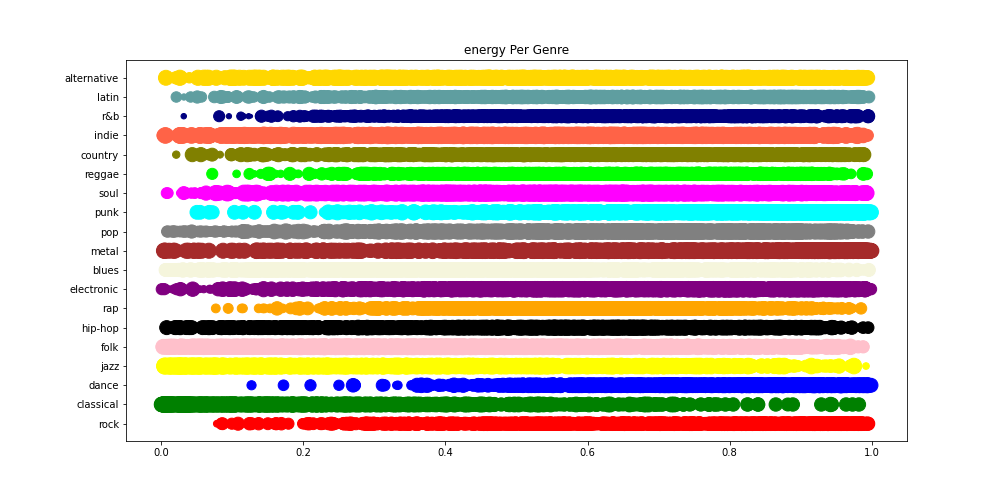 energy Per Genre
alternative
latin
r&b
indie
country
reggae
soul
punk
pop
metal
blues
electronic
rap
hip-hop
folk
jazz
dance
classical
rock
0.0 0.2 0.4 0.6 0.8 1.0